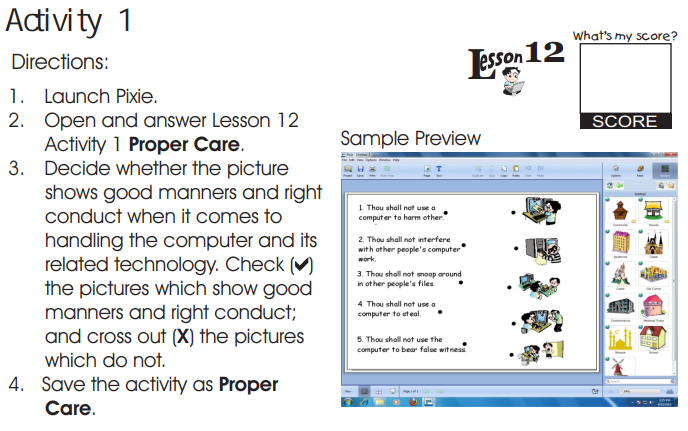 Activity 1
Directions:
1. Launch Pixie.
2. Open and answer Lesson 12
Activity 1 Proper Care.
3. Decide whether the picture
shows good manners and right
conduct when it comes to
handling the computer and its
related technology. Check (✔)
the pictures which show good
manners and right conduct;
and cross out (X) the pictures
which do not.
4. Save the activity as Proper
Care.
Lesson 12
What's my score?
SCORE
Sample Preview
1. Thou shall not use a
computer to harm other.
2. Thou shall not interfere
with other people's computer
work.
3. Thou shall not snoop around
in other people's files.
4. Thou shall not use a
computer to steal.
5. Thou shall not use the
computer to bear false witness.